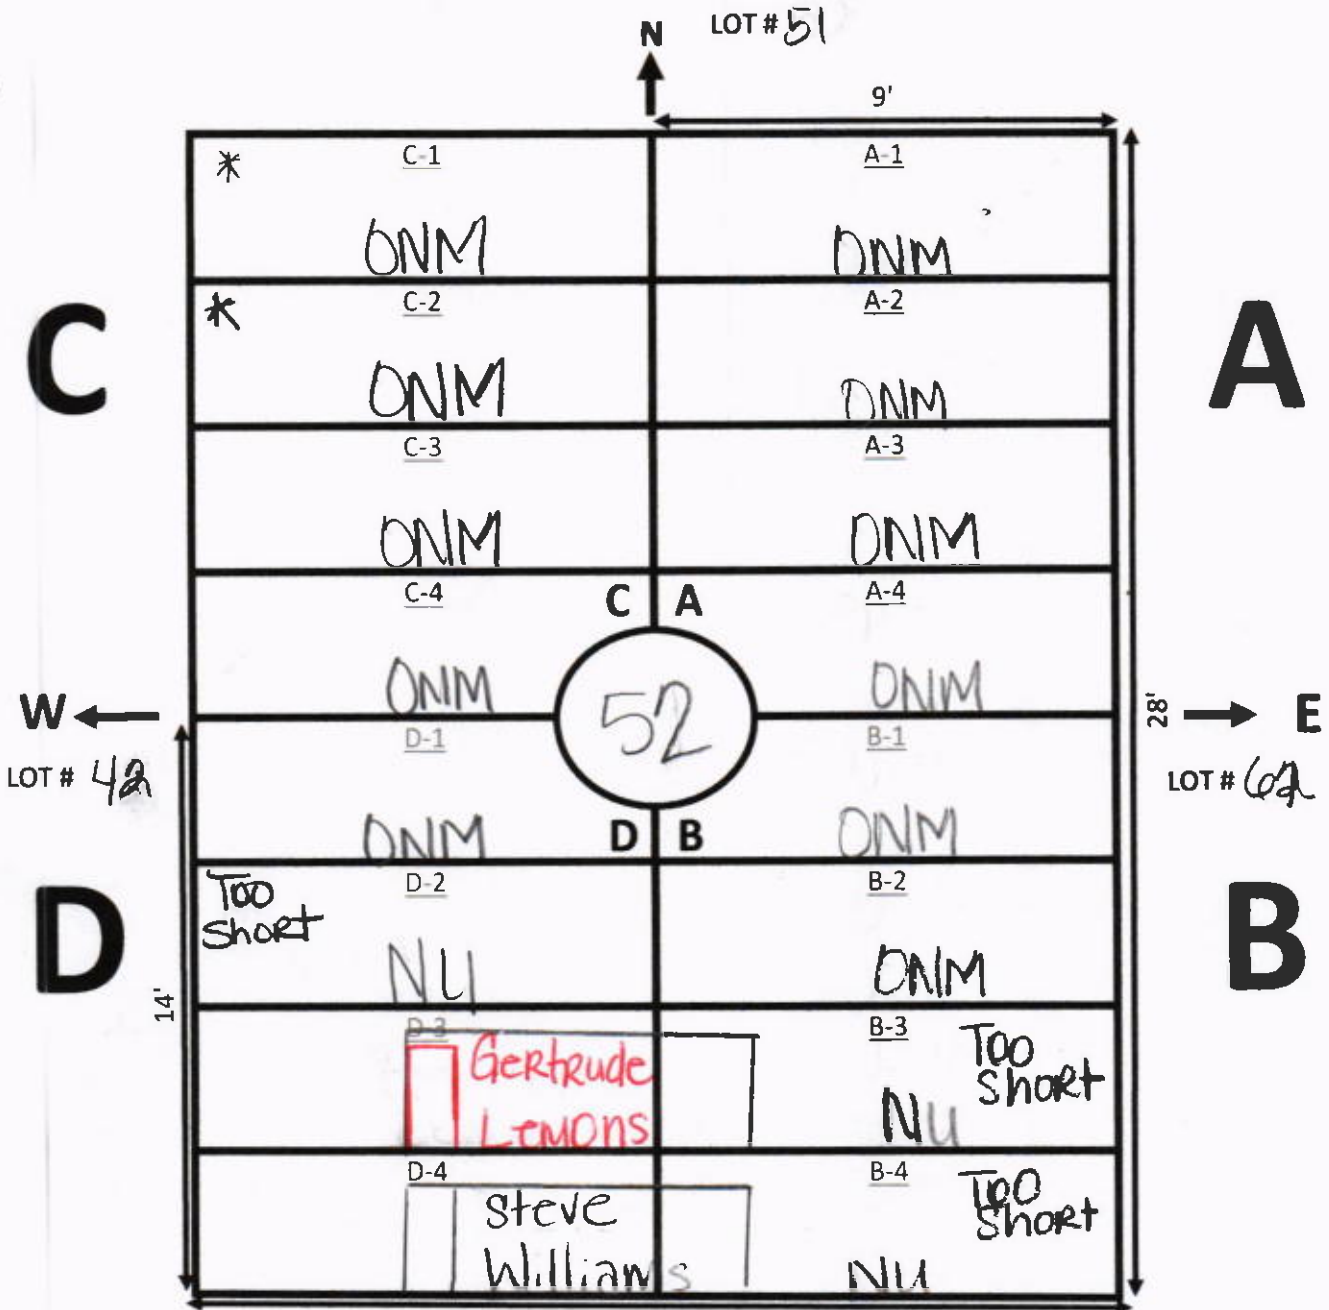 N LOT # 51
9'
* C-1 A-1
ONM ONM
* C-2 A-2
C A
ONM ONM
C-3 A-3
ONM ONM
C-4 C A A-4
ONM ONM
W 52 28' E
D-1 B-1
LOT # 42 LOT # 62
ONM D B ONM
Too D-2 B-2
Short
D B
NU ONM
14'
D-3 B-3 Too
Gertrude Short
Lemons NU
D-4 B-4 Too
Steve Short
Williams NU